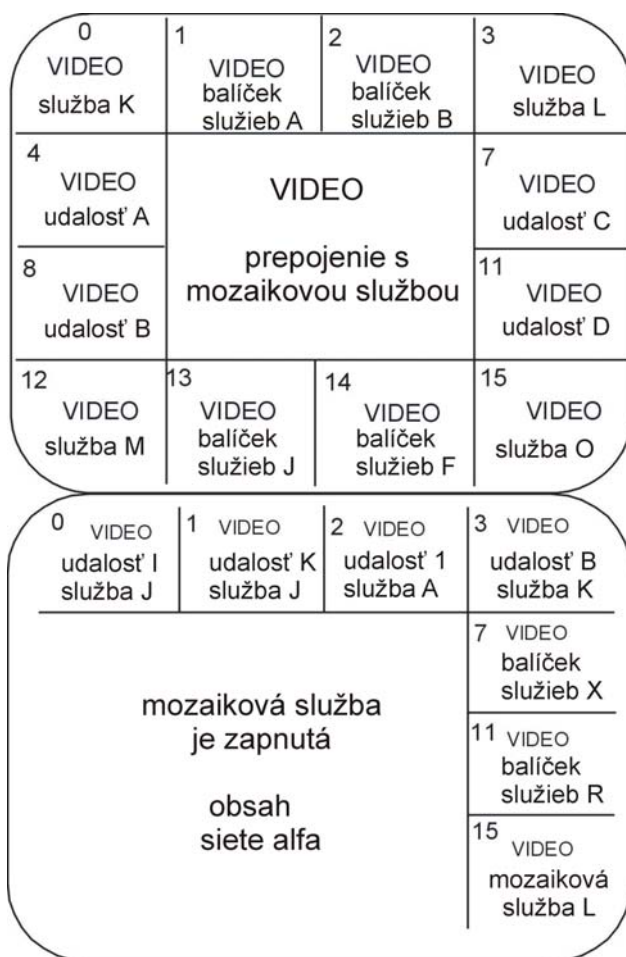 0
VIDEO
služba K
1
VIDEO
balíček
služieb A
2
VIDEO
balíček
služieb B
3
VIDEO
služba L
4
VIDEO
udalosť A
VIDEO
prepojenie s
mozaikovou službou
7
VIDEO
udalosť C
8
VIDEO
udalosť B
11
VIDEO
udalosť D
12
VIDEO
služba M
13
VIDEO
balíček
služieb J
14
VIDEO
balíček
služieb F
15
VIDEO
služba O
0 VIDEO
udalosť I
služba J
1 VIDEO
udalosť K
služba J
2 VIDEO
udalosť 1
služba A
3 VIDEO
udalosť B
služba K
7 VIDEO
balíček
služieb X
mozaiková služba
je zapnutá
obsah
siete alfa
11 VIDEO
balíček
služieb R
15
VIDEO
mozaiková
služba L